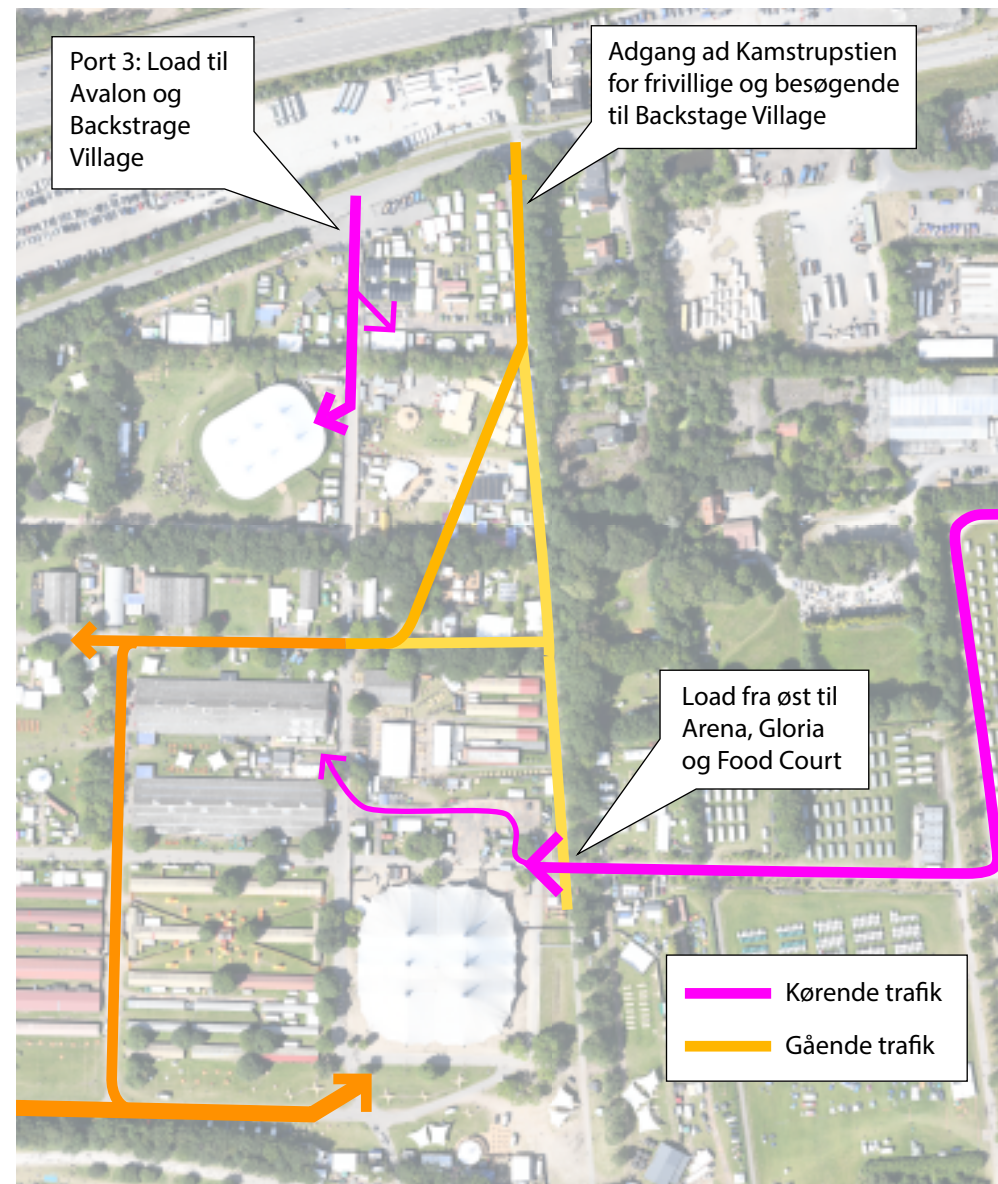 Port 3: Load til
Avalon og
Backstrage
Village
Adgang ad Kamstrupstien
for frivillige og besøgende
til Backstage Village
Load fra øst til
Arena, Gloria
og Food Court
Kørende trafik
Gående trafik